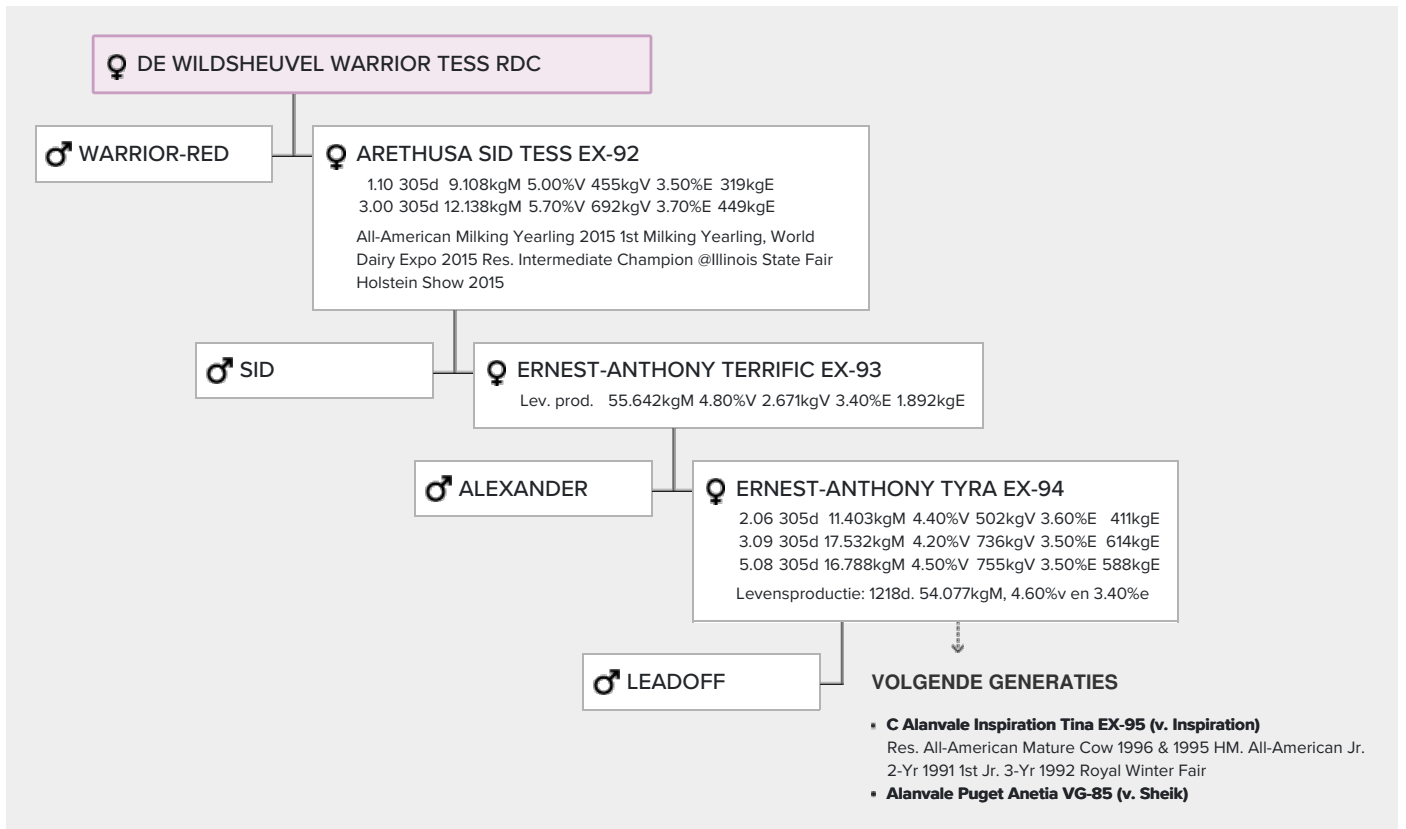 DE WILDSHEUVEL WARRIOR TESS RDC
WARRIOR-RED
ARETHUSA SID TESS EX-92
1.10 305d 9.108kgM 5.00%V 455kgV 3.50%E 319kgE
3.00 305d 12.138kgM 5.70%V 692kgV 3.70%E 449kgE
All-American Milking Yearling 2015 1st Milking Yearling, World
Dairy Expo 2015 Res. Intermediate Champion @Illinois State Fair
Holstein Show 2015
SID
ERNEST-ANTHONY TERRIFIC EX-93
Lev. prod. 55.642kgM 4.80%V 2.671kgV 3.40%E 1.892kgE
ALEXANDER
ERNEST-ANTHONY TYRA EX-94
2.06 305d 11.403kgM 4.40%V 502kgV 3.60%E 411kgE
3.09 305d 17.532kgM 4.20%V 736kgV 3.50%E 614kgE
5.08 305d 16.788kgM 4.50%V 755kgV 3.50%E 588kgE
Levensproductie: 1218d. 54.077kgM, 4.60%v en 3.40%e
LEADOFF
VOLGENDE GENERATIES
▪ C Alanvale Inspiration Tina EX-95 (v. Inspiration)
Res. All-American Mature Cow 1996 & 1995 HM. All-American Jr.
2-Yr 1991 1st Jr. 3-Yr 1992 Royal Winter Fair
▪ Alanvale Puget Anetia VG-85 (v. Sheik)